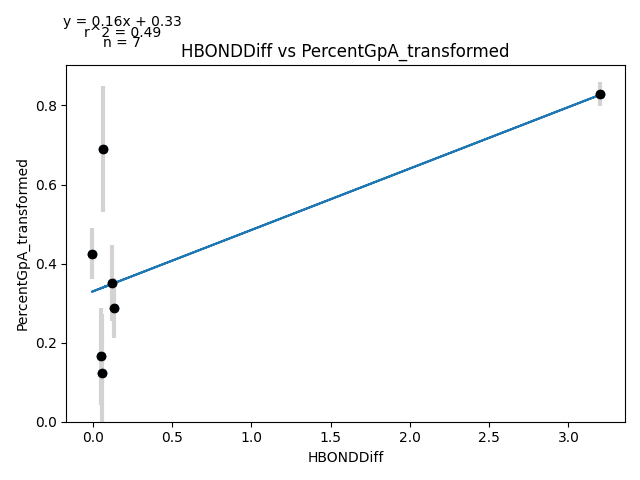 y = 0.16x + 0.33
r^2 = 0.49
n = 7
HBONDDiff vs PercentGpA_transformed
PercentGpA_transformed
0.8
0.6
0.4
0.2
0.0
0.0 0.5 1.0 1.5 2.0 2.5 3.0
HBONDDiff